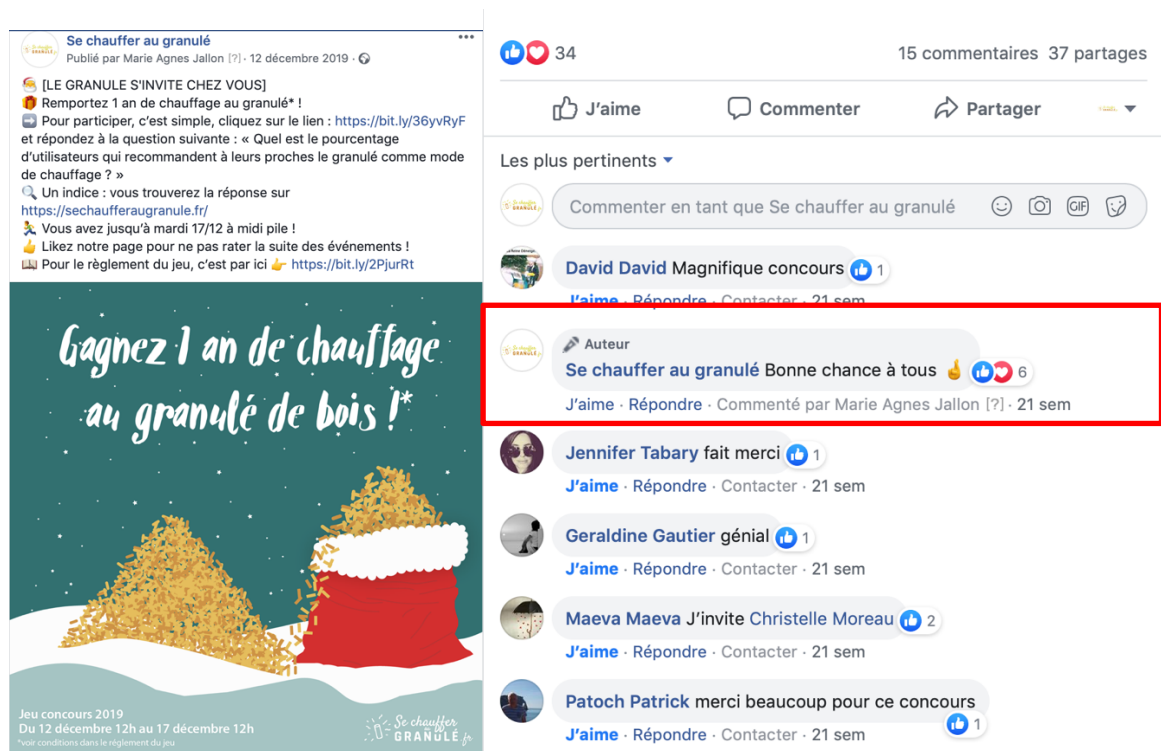 Se chauffer au granulé
Publié par Marie Agnes Jallon [?] · 12 décembre 2019 ·
[LE GRANULE S'INVITE CHEZ VOUS]
Remportez 1 an de chauffage au granulé* !
Pour participer, c'est simple, cliquez sur le lien : https://bit.ly/36yvRyF
et répondez à la question suivante : « Quel est le pourcentage
d'utilisateurs qui recommandent à leurs proches le granulé comme mode
de chauffage ? »
Un indice : vous trouverez la réponse sur
https://sechaufferaugranule.fr/
Vous avez jusqu'à mardi 17/12 à midi pile !
Likez notre page pour ne pas rater la suite des événements !
Pour le règlement du jeu, c'est par ici 👉 https://bit.ly/2PjurRt
Gagnez 1 an de chauffage
au granulé de bois !*
Jeu concours 2019
Du 12 décembre 12h au 17 décembre 12h
*voir conditions dans le règlement du jeu
Se chauffer
au GRANULÉ.fr
34
15 commentaires 37 partages
J'aime Commenter Partager
Les plus pertinents
Commenter en tant que Se chauffer au granulé GIF
David David Magnifique concours 1
J'aime · Répondre · Contacter · 21 sem
Auteur
Se chauffer au granulé Bonne chance à tous 🤞 6
J'aime · Répondre · Commenté par Marie Agnes Jallon [?] · 21 sem
Jennifer Tabary fait merci 1
J'aime · Répondre · Contacter · 21 sem
Geraldine Gautier génial 1
J'aime · Répondre · Contacter · 21 sem
Maeva Maeva J'invite Christelle Moreau 2
J'aime · Répondre · Contacter · 21 sem
Patoch Patrick merci beaucoup pour ce concours
1
J'aime · Répondre · Contacter · 21 sem